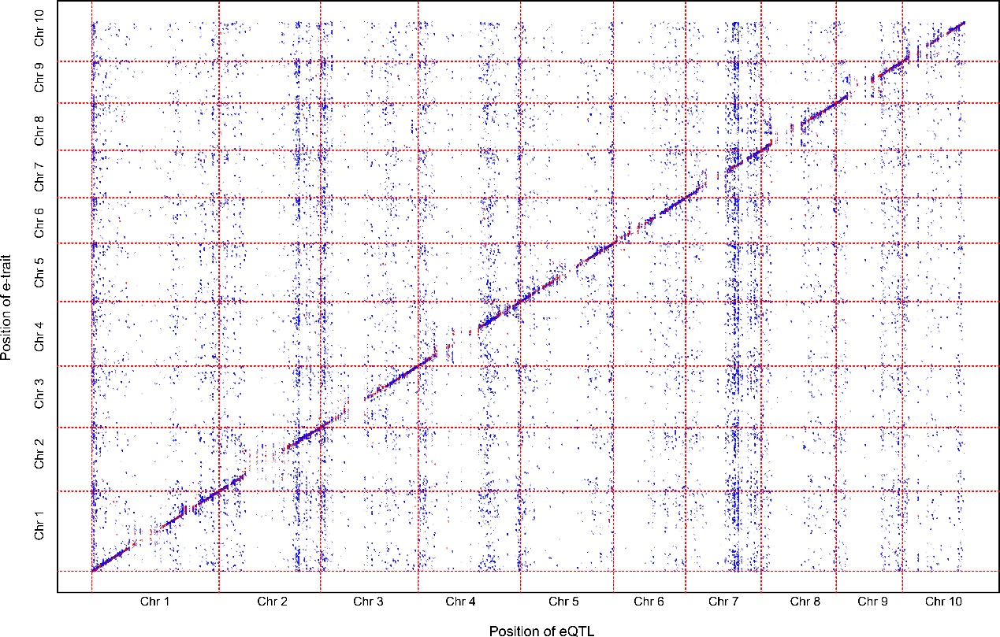 Position of e-trait
Chr 10
Chr 9
Chr 8
Chr 7
Chr 6
Chr 5
Chr 4
Chr 3
Chr 2
Chr 1
Chr 1 Chr 2 Chr 3 Chr 4 Chr 5 Chr 6 Chr 7 Chr 8 Chr 9 Chr 10
Position of eQTL